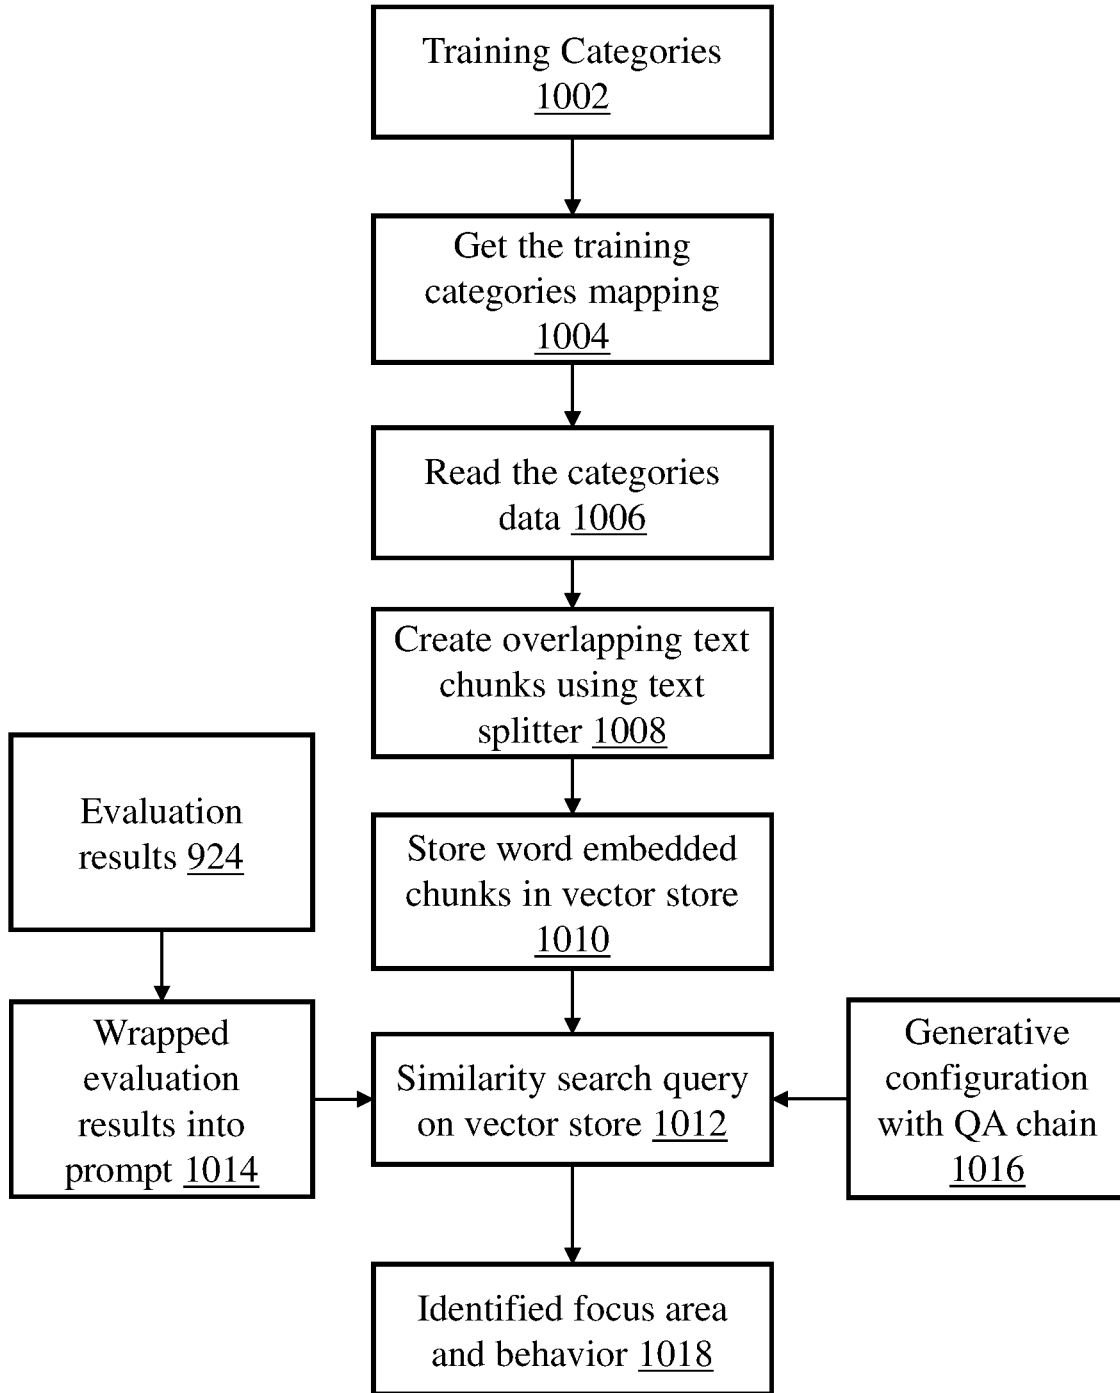 Training Categories
1002
Get the training
categories mapping
1004
Read the categories
data 1006
Create overlapping text
chunks using text
splitter 1008
Evaluation
results 924
Store word embedded
chunks in vector store
1010
Wrapped
evaluation
results into
prompt 1014
Similarity search query
on vector store 1012
Generative
configuration
with QA chain
1016
Identified focus area
and behavior 1018